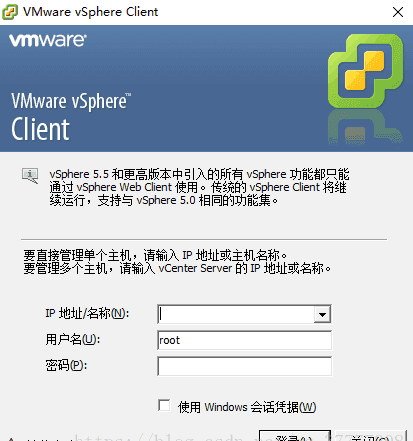 VMware vSphere Client
vmware®
VMware vSphere™
Client
vSphere 5.5 和更高版本中引入的所有 vSphere 功能都只能
通过 vSphere Web Client 使用。传统的 vSphere Client 将继
续运行，支持与 vSphere 5.0 相同的功能集。
要直接管理单个主机，请输入 IP 地址或主机名称。
要管理多个主机，请输入 vCenter Server 的 IP 地址或名称。
IP 地址/名称(N):
用户名(U): root
密码(P):
使用 Windows 会话凭据(W)
登录(L) 关闭(C)